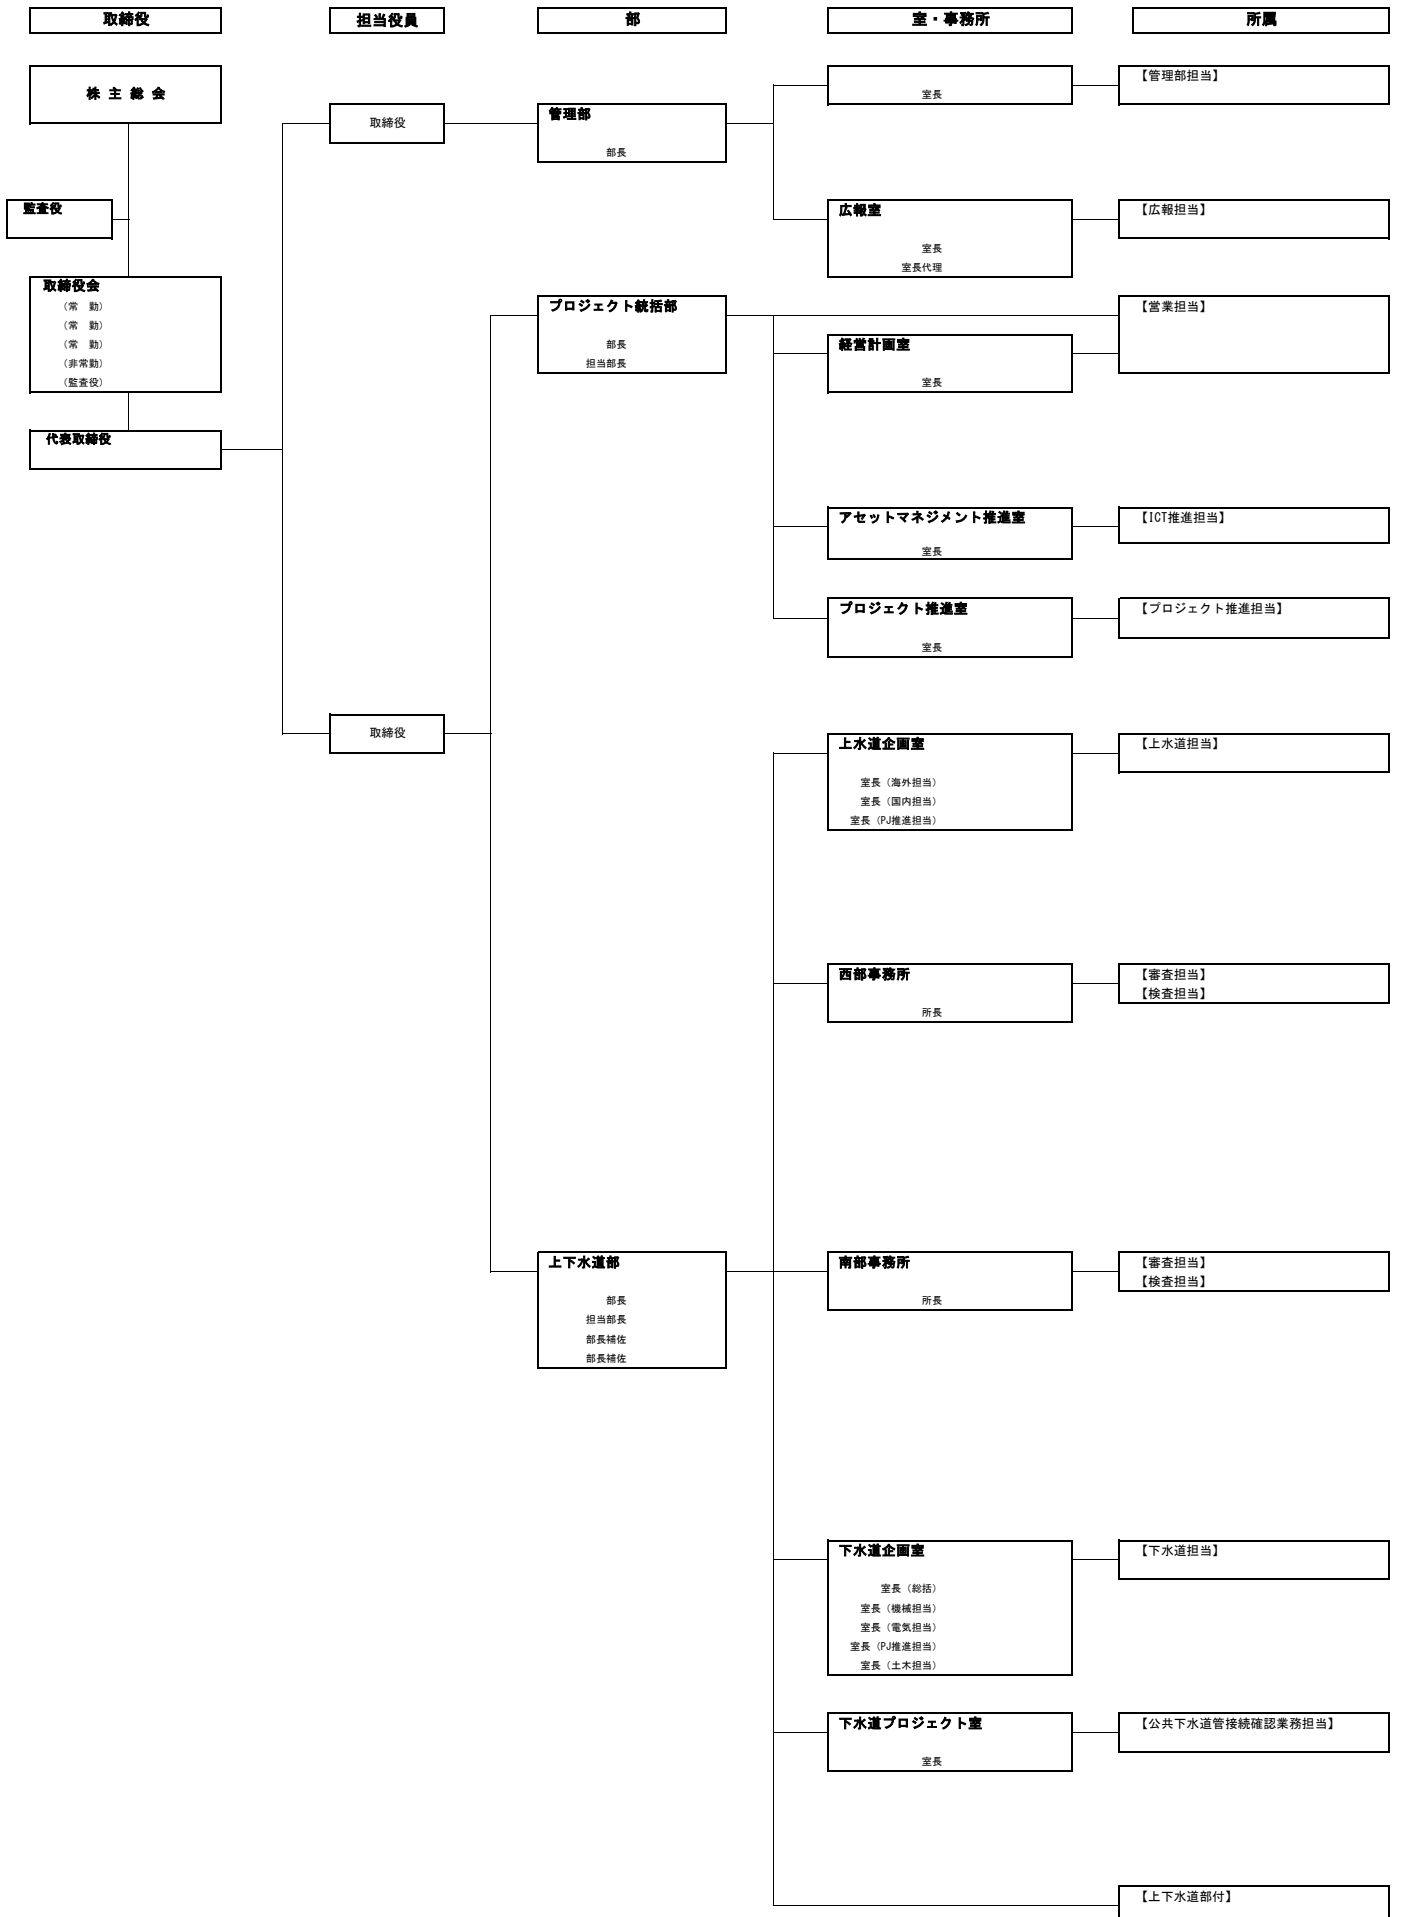 取締役
担当役員
部
室・事務所
所属
株 主 総 会
監査役
取締役会
（常　勤）
（常　勤）
（常　勤）
（非常勤）
（監査役）
代表取締役
取締役
管理部
部長
室長
【管理部担当】
広報室
室長
室長代理
【広報担当】
取締役
プロジェクト統括部
部長
担当部長
【営業担当】
経営計画室
室長
アセットマネジメント推進室
室長
【ICT推進担当】
プロジェクト推進室
室長
【プロジェクト推進担当】
上下水道部
部長
担当部長
部長補佐
部長補佐
上水道企画室
室長（海外担当）
室長（国内担当）
室長（PJ推進担当）
【上水道担当】
西部事務所
所長
【審査担当】
【検査担当】
南部事務所
所長
【審査担当】
【検査担当】
下水道企画室
室長（総括）
室長（機械担当）
室長（電気担当）
室長（PJ推進担当）
室長（土木担当）
【下水道担当】
下水道プロジェクト室
室長
【公共下水道管接続確認業務担当】
【上下水道部付】